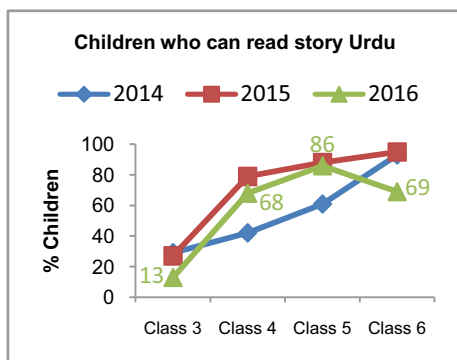 Children who can read story Urdu
2014 2015 2016
100
80
60
40
20
0
% Children
13
68
86
69
Class 3 Class 4 Class 5 Class 6